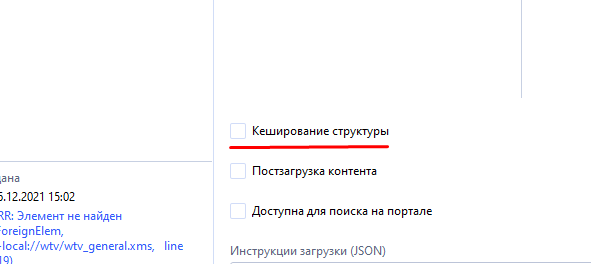 Кеширование структуры
Постзагрузка контента
Доступна для поиска на портале
Инструкции загрузки (JSON)
дана
6.12.2021 15:02
RR: Элемент не найден
ForeignElem,
-local://wtv/wtv_general.xms, line
19)